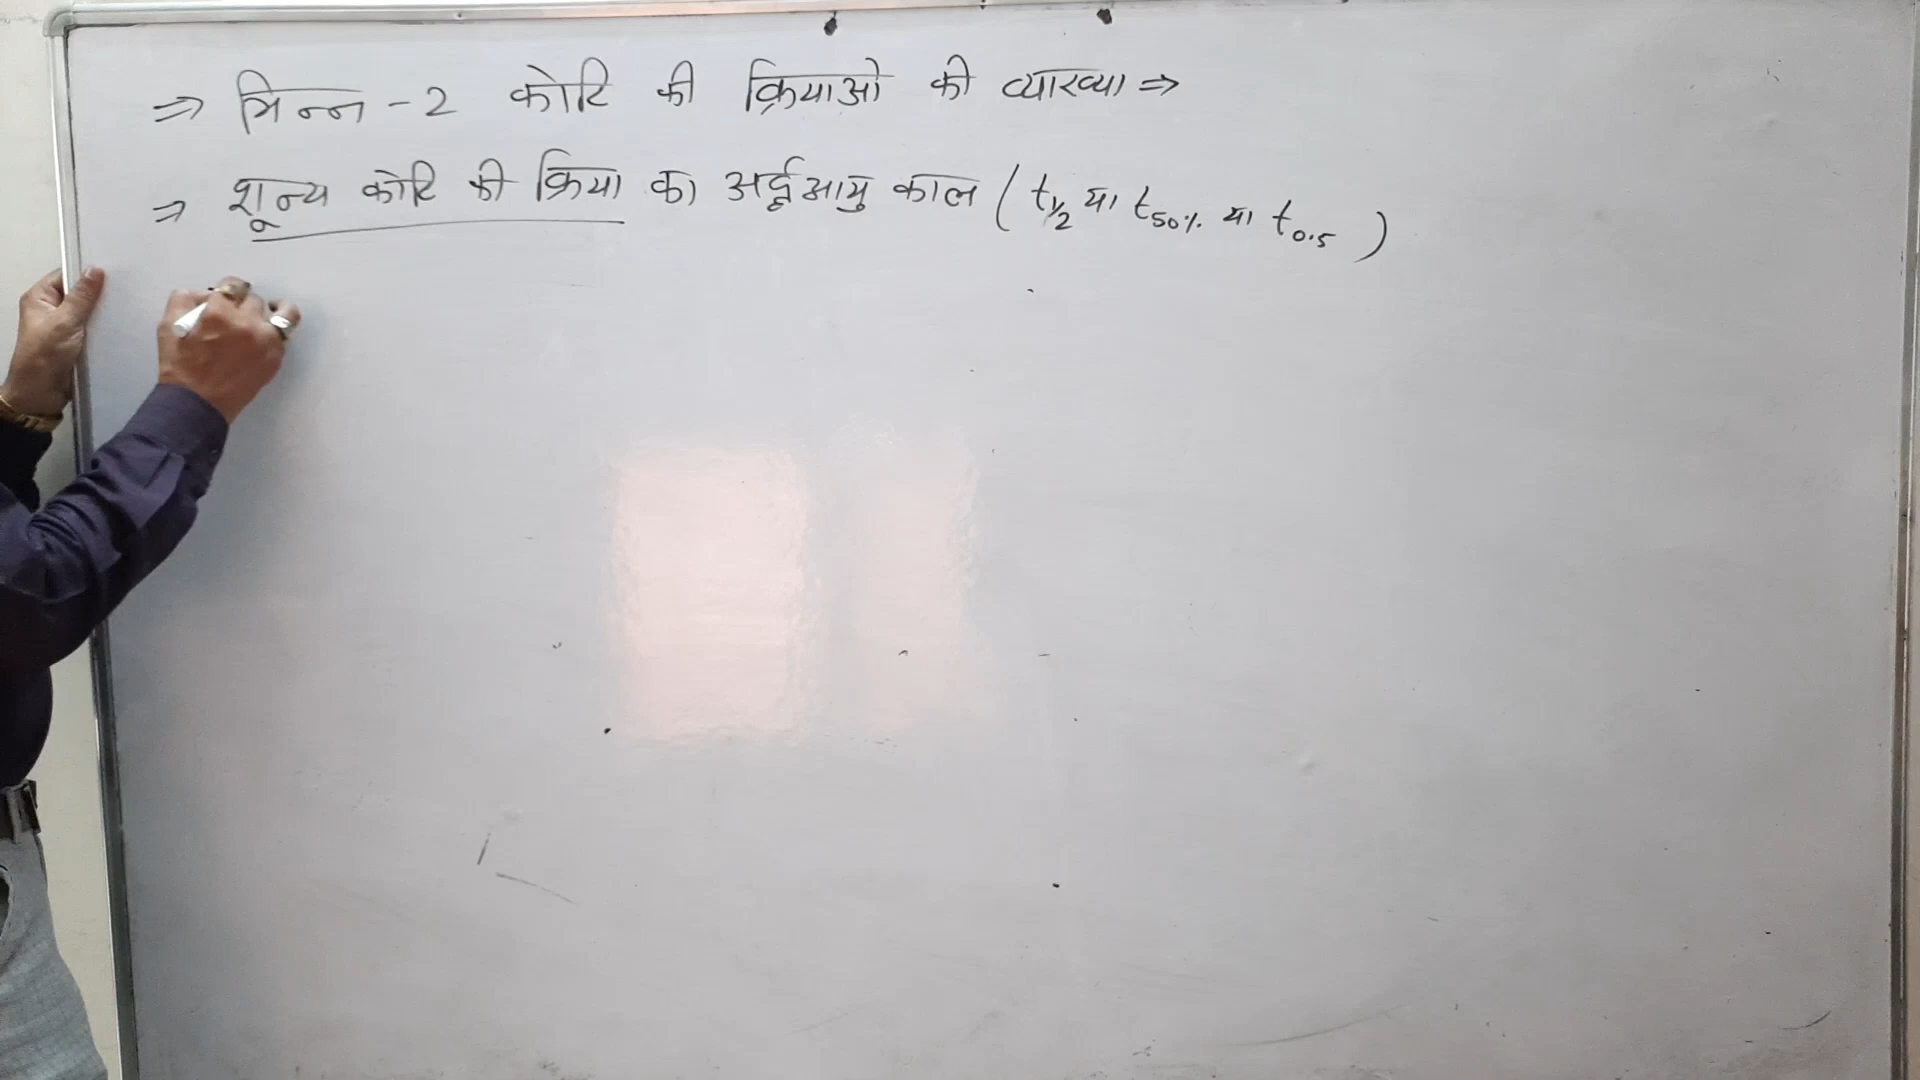 ⇒ भिन्न-2 कोटि की क्रियाओ की व्याख्या ⇒
⇒ शून्य कोटि की क्रिया का अर्द्धआयु काल ( t½ या t50% या t0.5 )